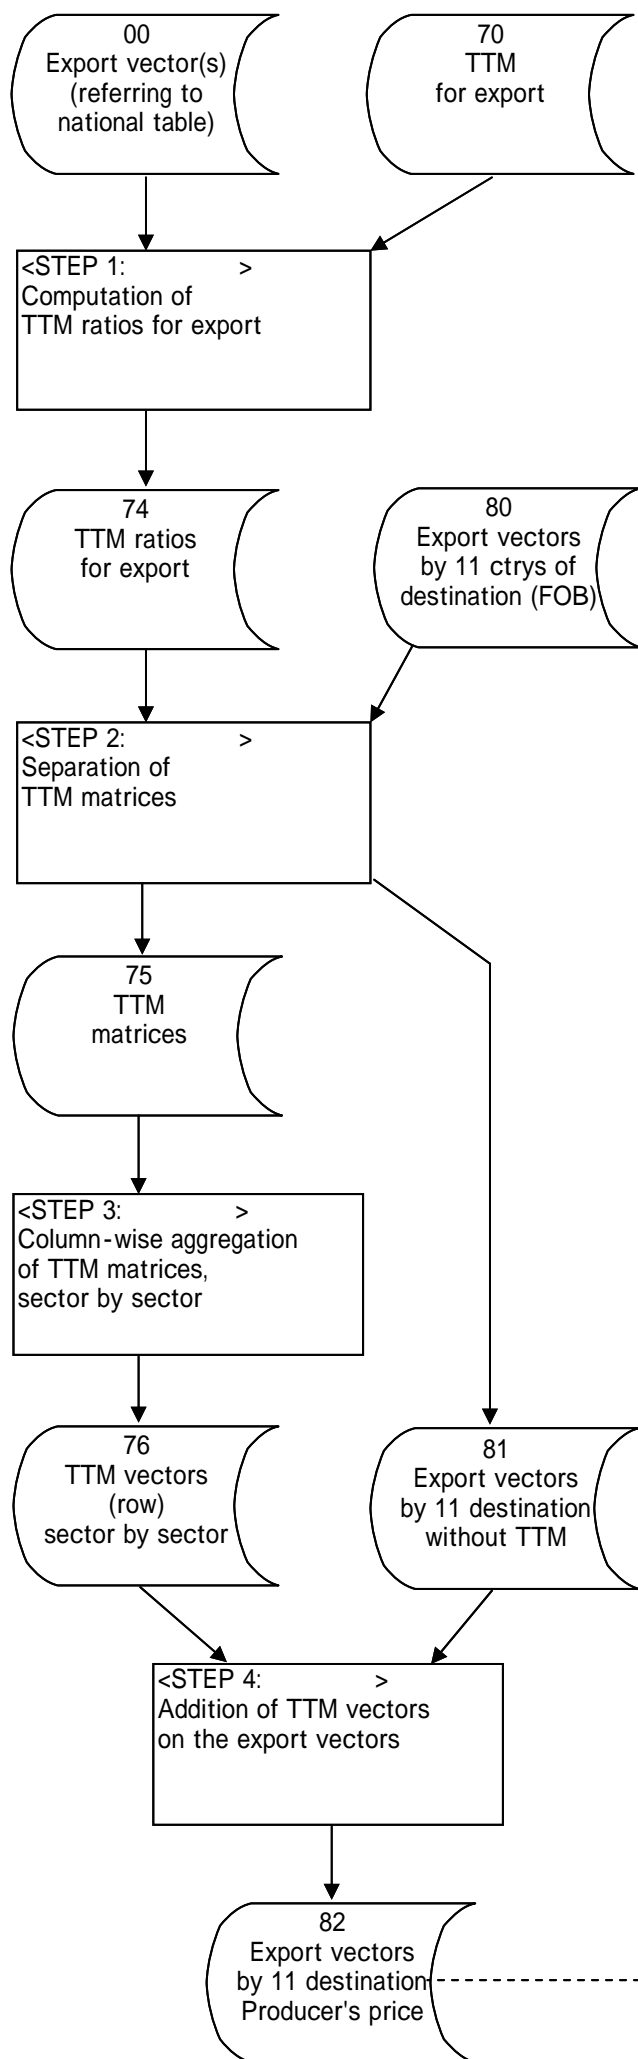 00
Export vector(s)
(referring to
national table)
70
TTM
for export
<STEP 1: >
Computation of
TTM ratios for export
74
TTM ratios
for export
80
Export vectors
by 11 ctrys of
destination (FOB)
<STEP 2: >
Separation of
TTM matrices
75
TTM
matrices
<STEP 3: >
Column-wise aggregation
of TTM matrices,
sector by sector
76
TTM vectors
(row)
sector by sector
81
Export vectors
by 11 destination
without TTM
<STEP 4: >
Addition of TTM vectors
on the export vectors
82
Export vectors
by 11 destination
Producer's price